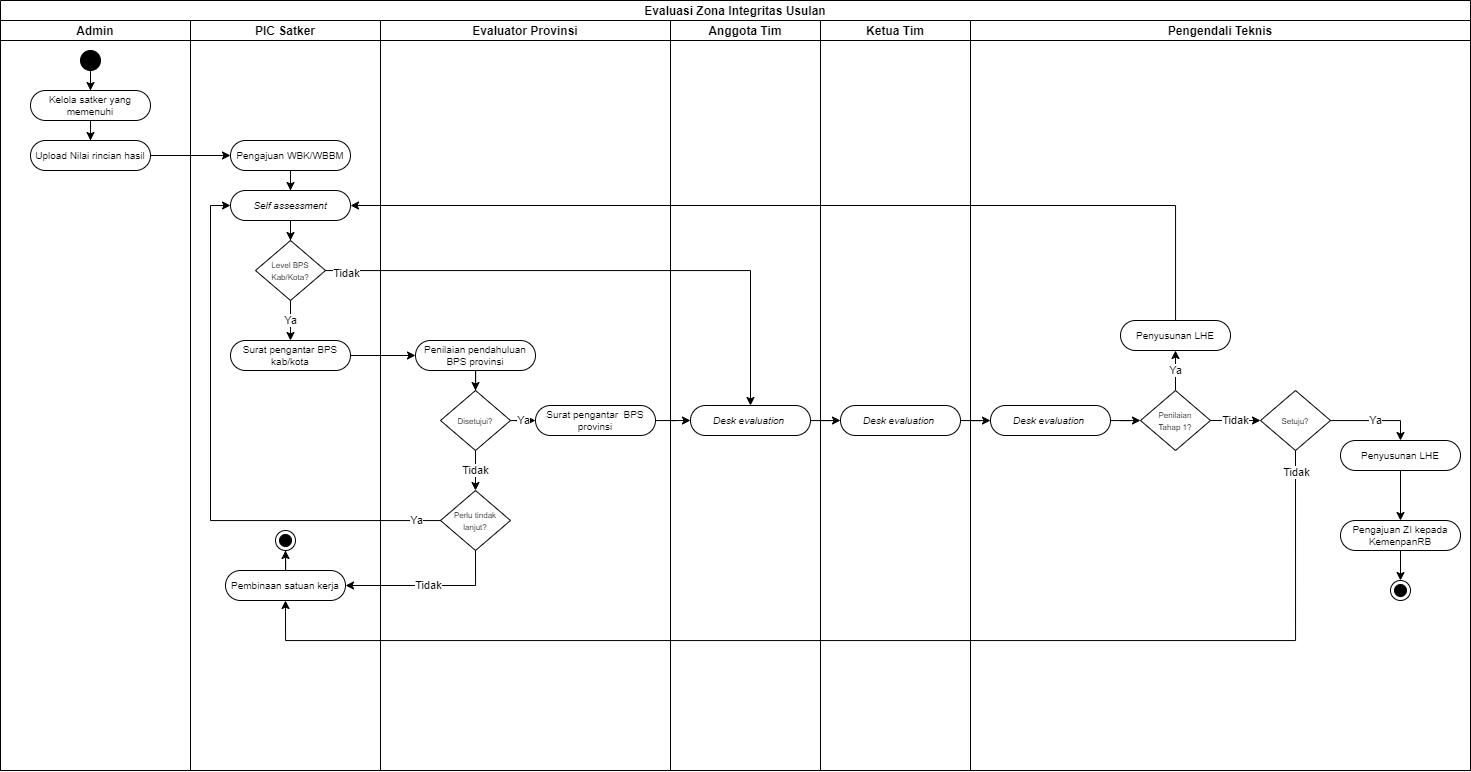 Evaluasi Zona Integritas Usulan
Admin
PIC Satker
Evaluator Provinsi
Anggota Tim
Ketua Tim
Pengendali Teknis
Kelola satker yang
memenuhi
Upload Nilai rincian hasil
Pengajuan WBK/WBBM
Self assessment
Level BPS
Kab/Kota?
Tidak
Ya
Surat pengantar BPS
kab/kota
Penilaian pendahuluan
BPS provinsi
Disetujui?
Ya
Surat pengantar BPS
provinsi
Tidak
Perlu tindak
lanjut?
Ya
Tidak
Pembinaan satuan kerja
Desk evaluation
Desk evaluation
Desk evaluation
Penilaian
Tahap 1?
Ya
Penyusunan LHE
Tidak
Setuju?
Ya
Tidak
Penyusunan LHE
Pengajuan ZI kepada
KemenpanRB